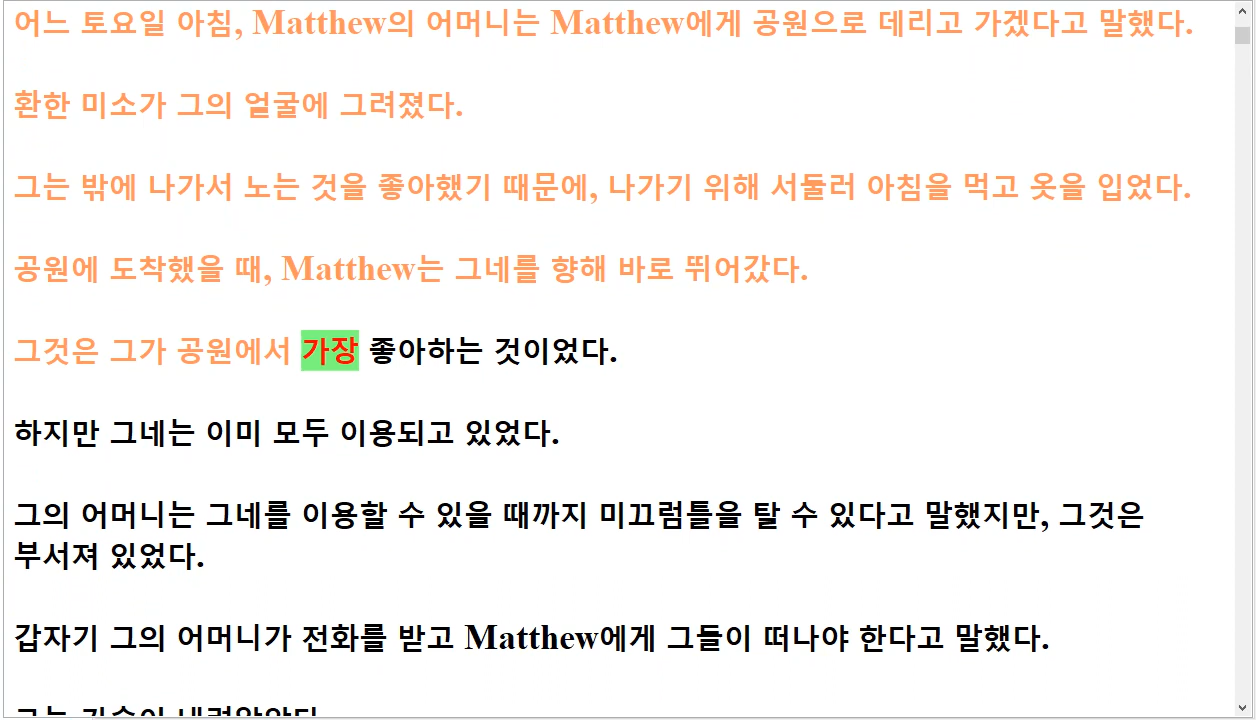 어느 토요일 아침, Matthew의 어머니는 Matthew에게 공원으로 데리고 가겠다고 말했다.
환한 미소가 그의 얼굴에 그려졌다.
그는 밖에 나가서 노는 것을 좋아했기 때문에, 나가기 위해 서둘러 아침을 먹고 옷을 입었다.
공원에 도착했을 때, Matthew는 그네를 향해 바로 뛰어갔다.
그것은 그가 공원에서 가장 좋아하는 것이었다.
하지만 그네는 이미 모두 이용되고 있었다.
그의 어머니는 그네를 이용할 수 있을 때까지 미끄럼틀을 탈 수 있다고 말했지만, 그것은
부서져 있었다.
갑자기 그의 어머니가 전화를 받고 Matthew에게 그들이 떠나야 한다고 말했다.